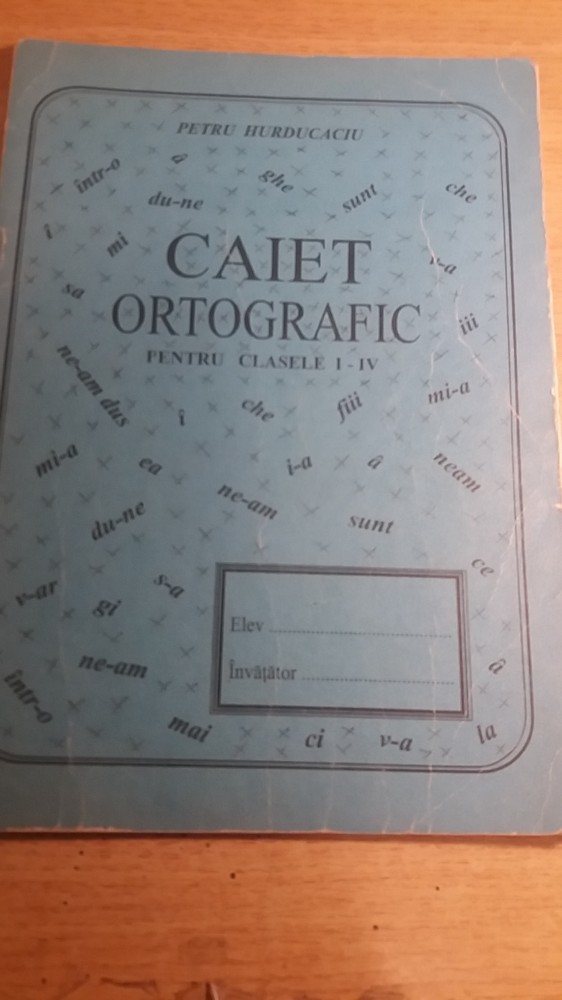 PETRU HURDUCACIU
într-o
â
ghe
sunt
che
du-ne
î
mi
CAIET
sa
ORTOGRAFIC
iii
PENTRU CLASELE I - IV
ne-am dus
î
che
fiii
mi-a
mi-a
ea
i-a
â
neam
ne-am
du-ne
sunt
ce
v-ar
gi
s-a
Elev
ne-am
Învățător
â
într-o
mai
ci
v-a
la